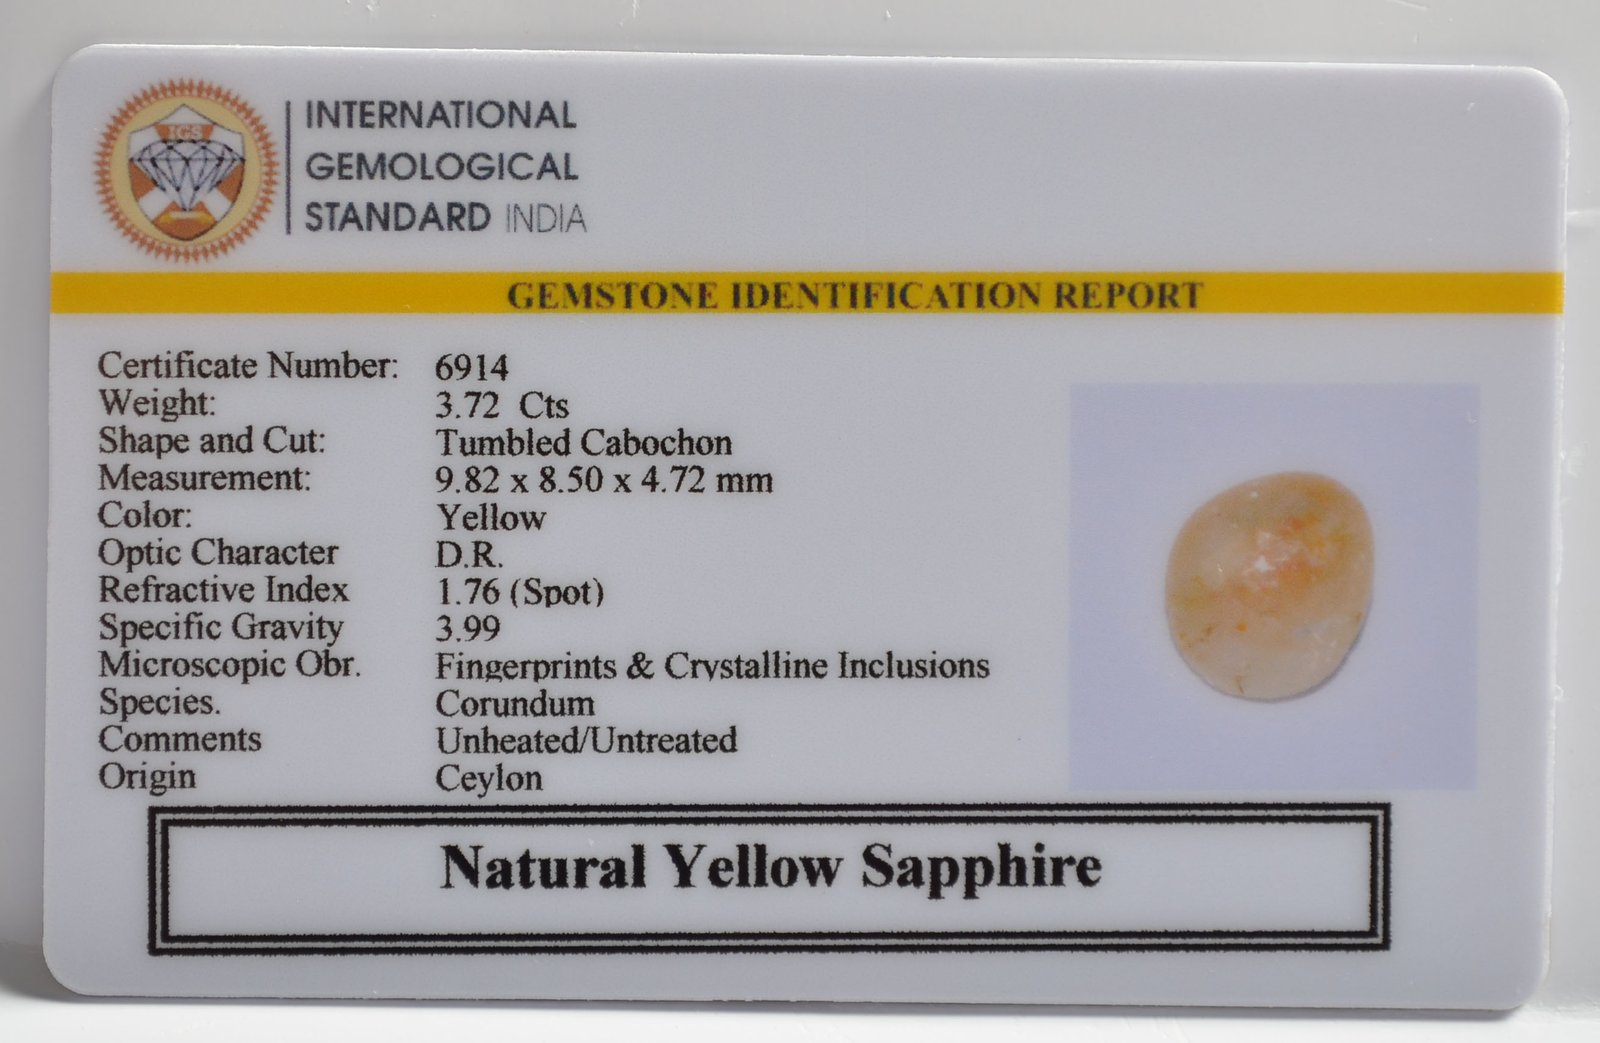 IGS
INTERNATIONAL
GEMOLOGICAL
STANDARD INDIA
GEMSTONE IDENTIFICATION REPORT
Certificate Number: 6914
Weight: 3.72 Cts
Shape and Cut: Tumbled Cabochon
Measurement: 9.82 x 8.50 x 4.72 mm
Color: Yellow
Optic Character D.R.
Refractive Index 1.76 (Spot)
Specific Gravity 3.99
Microscopic Obr. Fingerprints & Crystalline Inclusions
Species. Corundum
Comments Unheated/Untreated
Origin Ceylon
Natural Yellow Sapphire